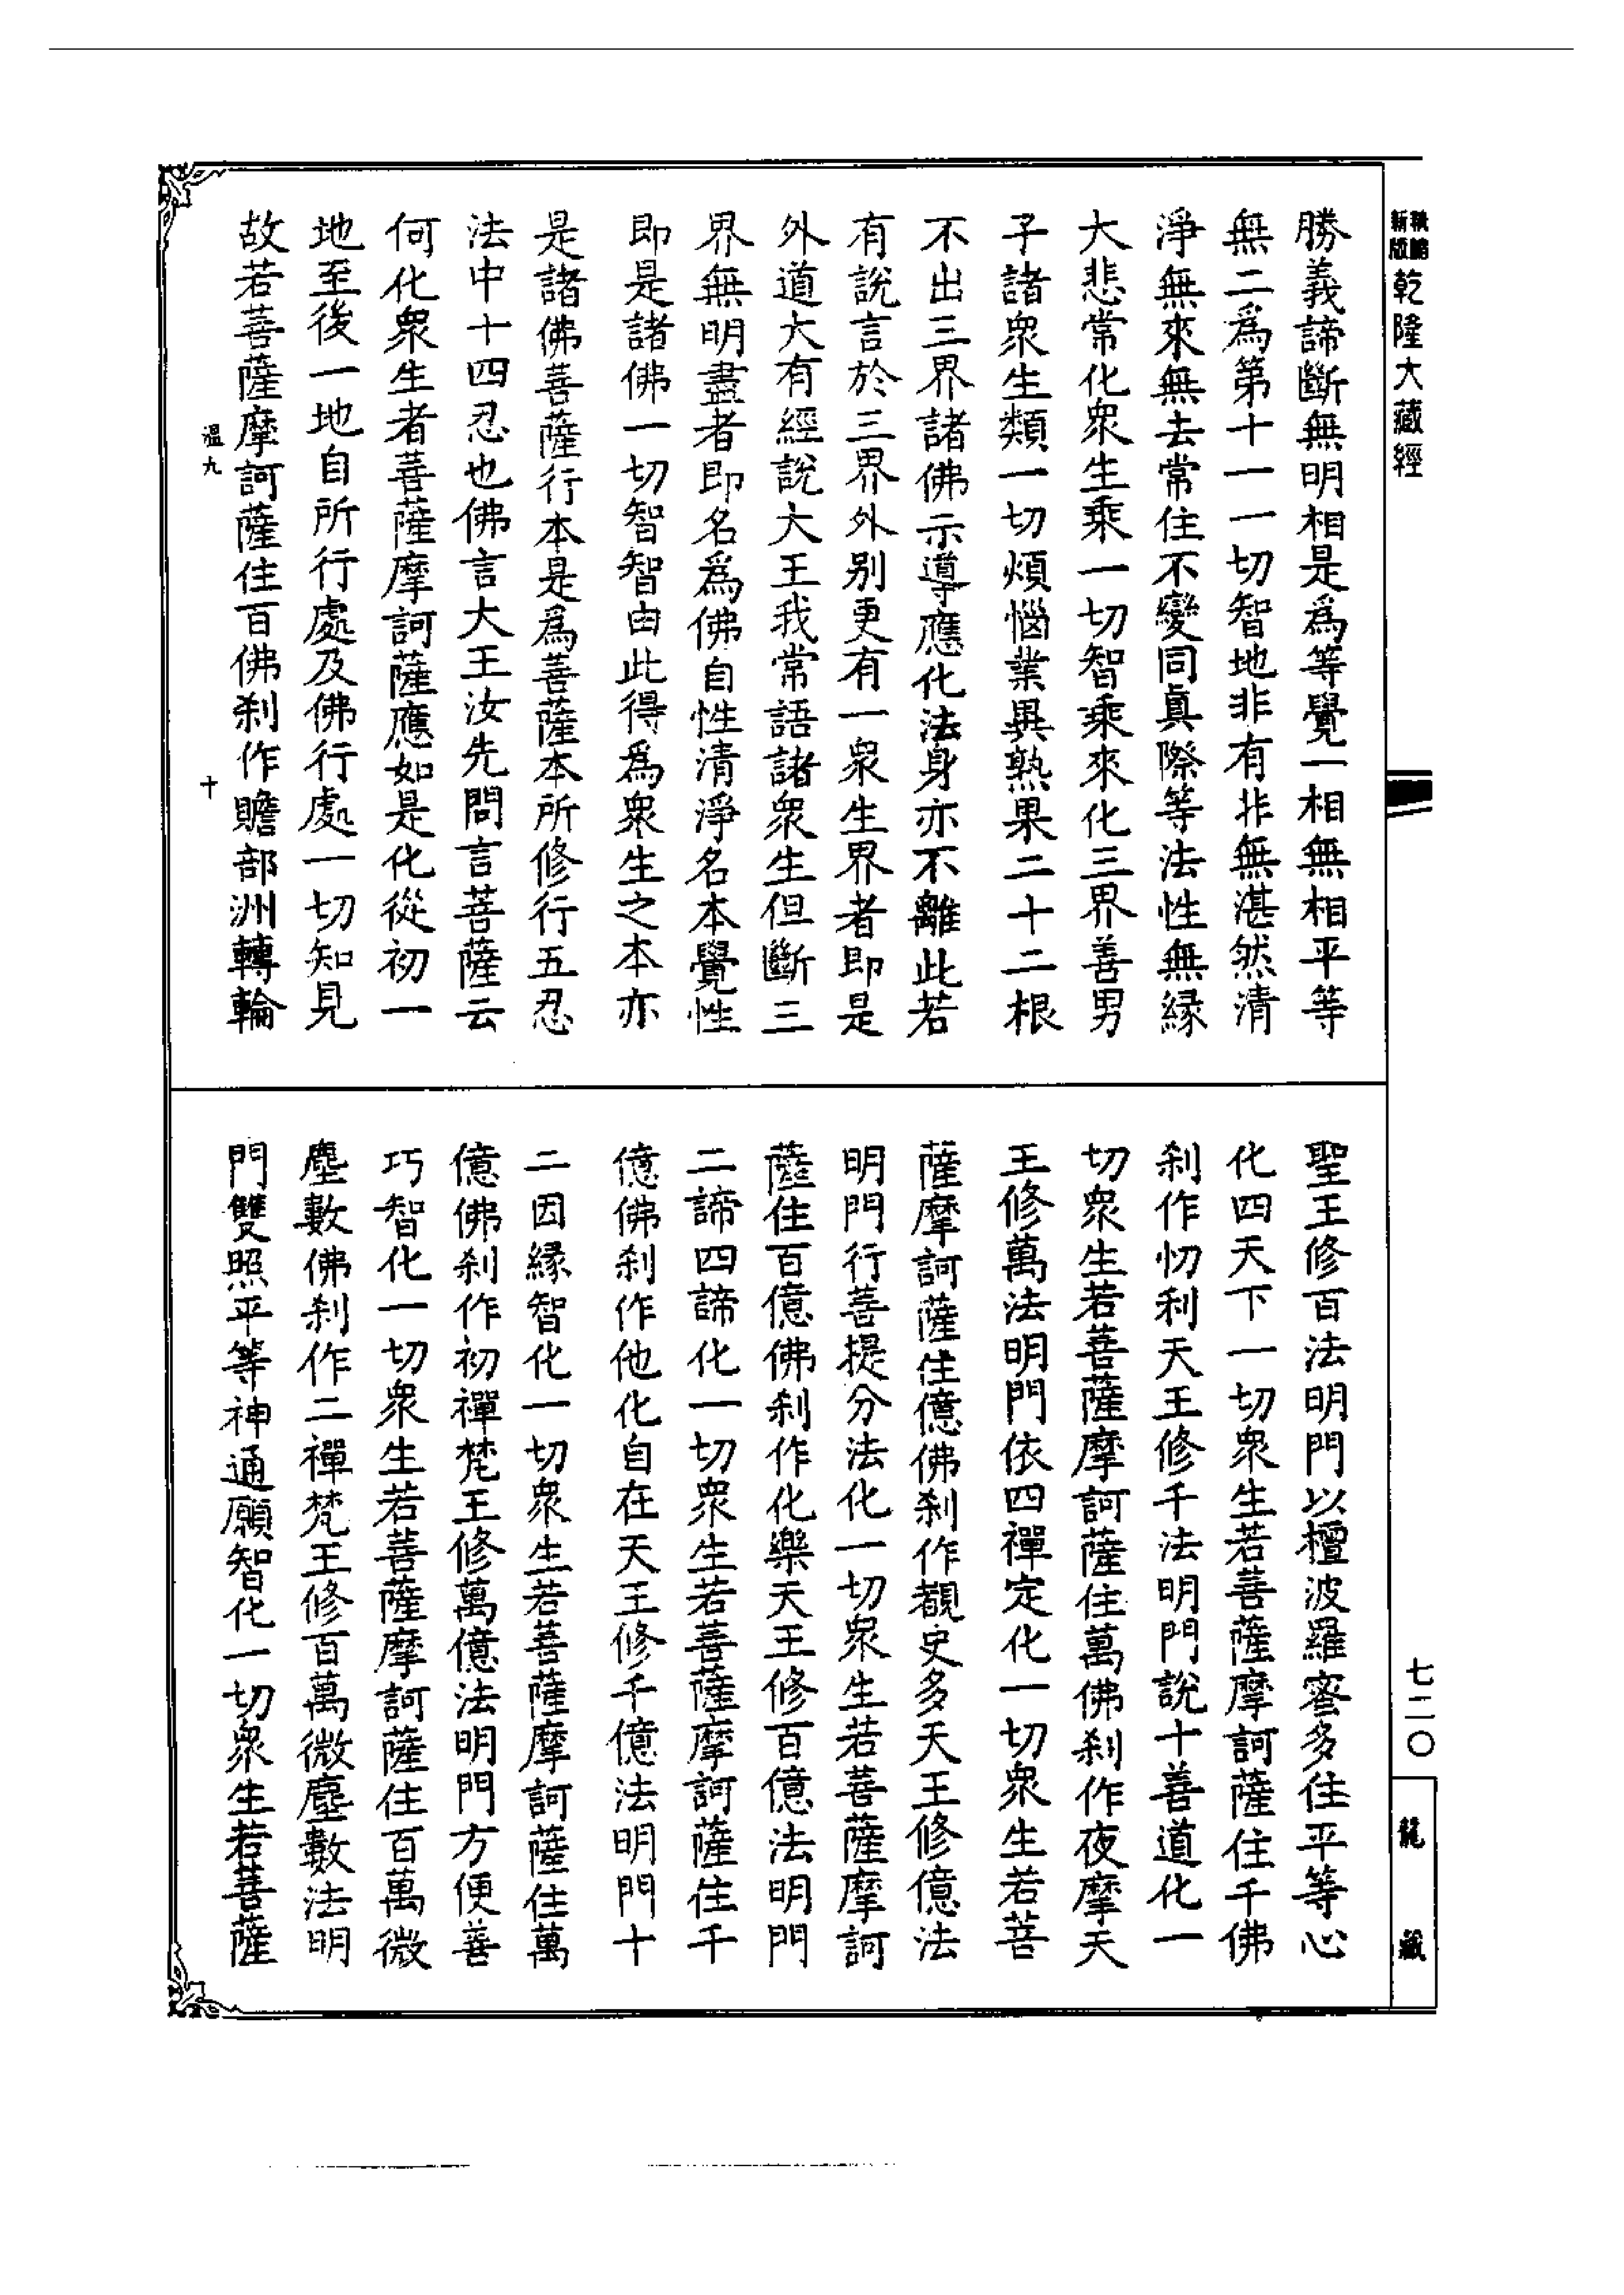 新版
乾隆大藏經
勝義諦斷無明相是爲等覺一相無相平等
無二爲第十一一切智地非有非無湛然清
淨無來無去常住不變同真際等法性無緣
大悲常化衆生乘一切智乘來化三界善男
子諸衆生類一切煩惱業異熟果二十二根
不出三界諸佛示導應化法身亦不離此若
有說言於三界外別更有一衆生界者即是
外道大有經說大王我常語諸衆生但斷三
界無明盡者即名爲佛自性清淨名本覺性
即是諸佛一切智智由此得爲衆生之本亦
是諸佛菩薩行本是爲菩薩本所修行五忍
法中十四忍也佛言大王汝先問言菩薩云
何化衆生者菩薩摩訶薩應如是化從初一
地至後一地自所行處及佛行處一切知見
故若菩薩摩訶薩住百佛刹作贍部洲轉輪
溫九
十
聖王修百法明門以檀波羅蜜多住平等心
化四天下一切衆生若菩薩摩訶薩住千佛
刹作忉利天王修千法明門說十善道化一
切衆生若菩薩摩訶薩住萬佛刹作夜摩天
王修萬法明門依四禪定化一切衆生若菩
薩摩訶薩住億佛刹作覩史多天王修億法
明門行菩提分法化一切衆生若菩薩摩訶
薩住百億佛刹作化樂天王修百億法明門
二諦四諦化一切衆生若菩薩摩訶薩住千
億佛刹作他化自在天王修千億法明門十
二因緣智化一切衆生若菩薩摩訶薩住萬
億佛刹作初禪梵王修萬億法明門方便善
巧智化一切衆生若菩薩摩訶薩住百萬微
塵數佛刹作二禪梵王修百萬微塵數法明
門雙照平等神通願智化一切衆生若菩薩
七二〇
龍藏